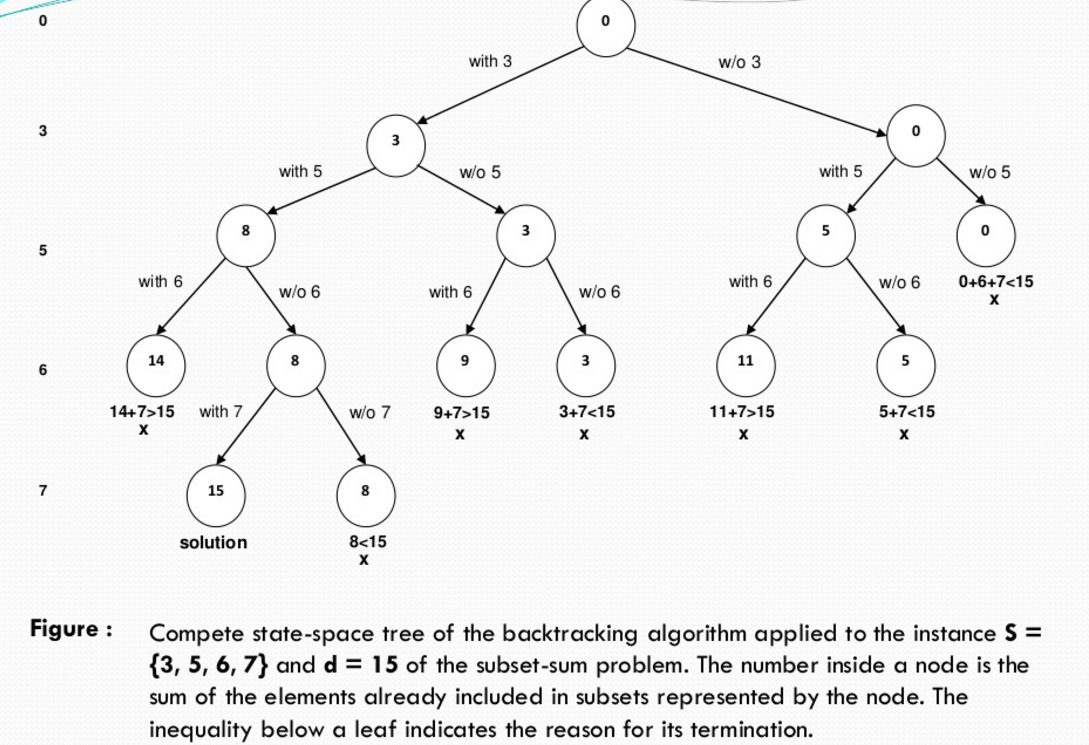 0
0
with 3
w/o 3
3
3
0
with 5
w/o 5
with 5
w/o 5
5
8
3
5
0
with 6
w/o 6
with 6
w/o 6
with 6
w/o 6
0+6+7<15
x
6
14
8
9
3
11
5
14+7>15
x
with 7
w/o 7
9+7>15
x
3+7<15
x
11+7>15
x
5+7<15
x
7
15
8
solution
8<15
x
Figure : Compete state-space tree of the backtracking algorithm applied to the instance S =
{3, 5, 6, 7} and d = 15 of the subset-sum problem. The number inside a node is the
sum of the elements already included in subsets represented by the node. The
inequality below a leaf indicates the reason for its termination.